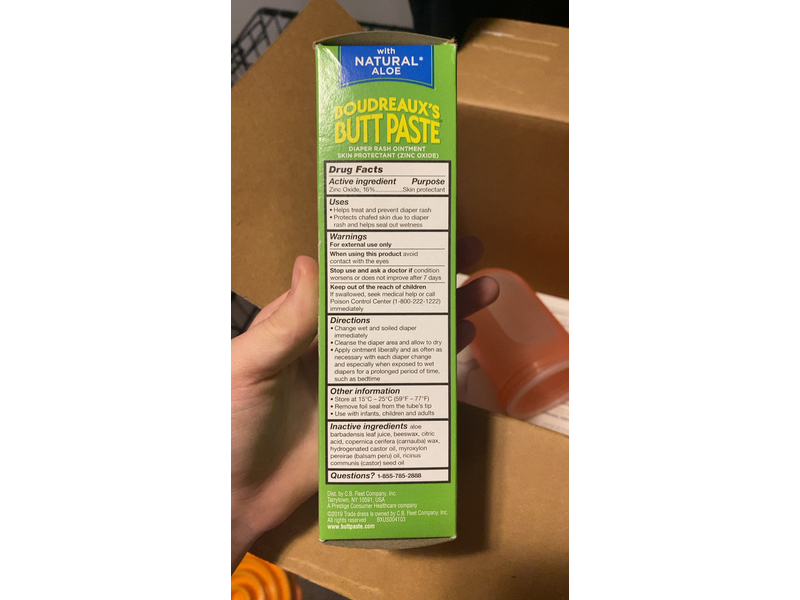 with
NATURAL*
ALOE
BOUDREAUX'S
BUTT PASTE
DIAPER RASH OINTMENT
SKIN PROTECTANT (ZINC OXIDE)
Drug Facts
Active ingredient Purpose
Zinc Oxide, 16%..................Skin protectant
Uses
• Helps treat and prevent diaper rash
• Protects chafed skin due to diaper
rash and helps seal out wetness
Warnings
For external use only
When using this product avoid
contact with the eyes
Stop use and ask a doctor if condition
worsens or does not improve after 7 days
Keep out of the reach of children
If swallowed, seek medical help or call
Poison Control Center (1-800-222-1222)
immediately
Directions
• Change wet and soiled diaper
immediately
• Cleanse the diaper area and allow to dry
• Apply ointment liberally and as often as
necessary with each diaper change
and especially when exposed to wet
diapers for a prolonged period of time,
such as bedtime
Other information
• Store at 15°C – 25°C (59°F – 77°F)
• Remove foil seal from the tube's tip
• Use with infants, children and adults
Inactive ingredients aloe
barbadensis leaf juice, beeswax, citric
acid, copernica cerifera (carnauba) wax,
hydrogenated castor oil, myroxylon
pereirae (balsam peru) oil, ricinus
communis (castor) seed oil
Questions? 1-855-785-2888
Dist. by C.B. Fleet Company, Inc.
Tarrytown, NY 10591, USA
A Prestige Consumer Healthcare company
©2019 Trade dress is owned by C.B. Fleet Company, Inc.
All rights reserved BXUS004103
www.buttpaste.com